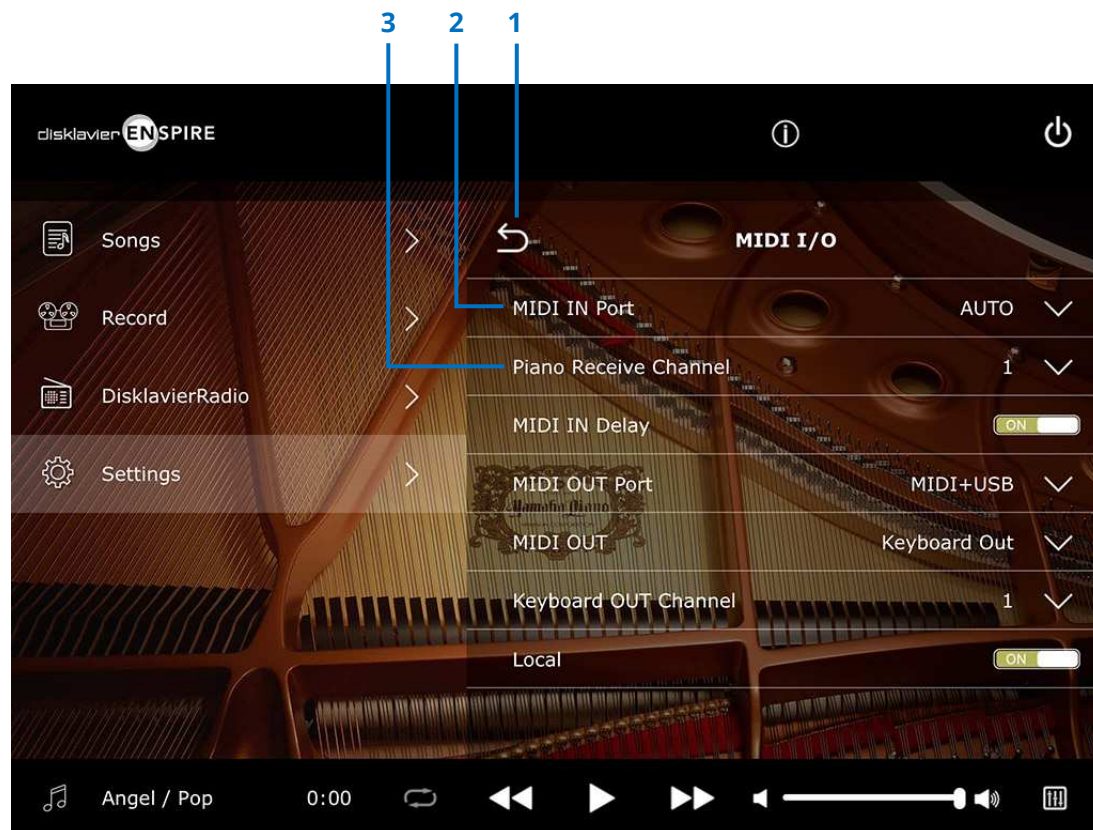 3 2 1
disklavier ENSPIRE
Songs
Record
DisklavierRadio
Settings
MIDI I/O
MIDI IN Port AUTO
Piano Receive Channel 1
MIDI IN Delay ON
MIDI OUT Port MIDI+USB
MIDI OUT Keyboard Out
Keyboard OUT Channel 1
Local ON
Yamaha Piano
Angel / Pop 0:00